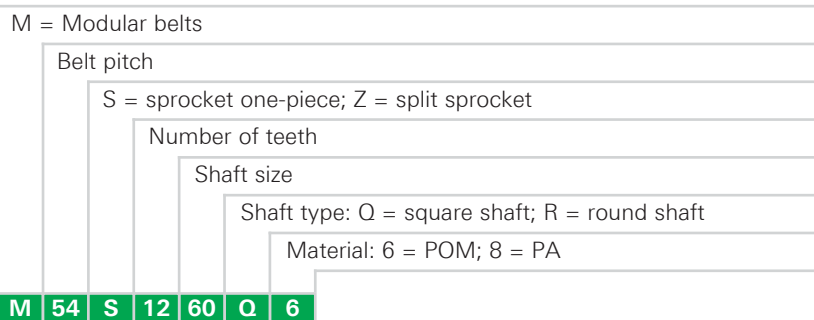 M = Modular belts
Belt pitch
S = sprocket one-piece; Z = split sprocket
Number of teeth
Shaft size
Shaft type: Q = square shaft; R = round shaft
Material: 6 = POM; 8 = PA
M 54 S 12 60 Q 6